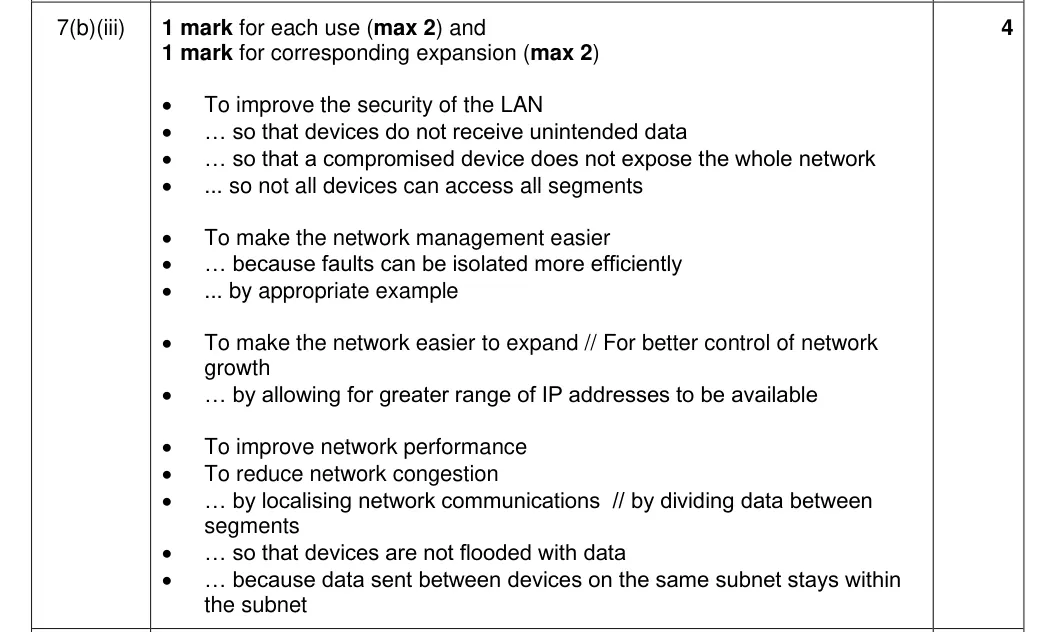 7(b)(iii) 1 mark for each use (max 2) and 4
1 mark for corresponding expansion (max 2)
• To improve the security of the LAN
• … so that devices do not receive unintended data
• … so that a compromised device does not expose the whole network
• ... so not all devices can access all segments
• To make the network management easier
• … because faults can be isolated more efficiently
• ... by appropriate example
• To make the network easier to expand // For better control of network
growth
• … by allowing for greater range of IP addresses to be available
• To improve network performance
• To reduce network congestion
• … by localising network communications // by dividing data between
segments
• … so that devices are not flooded with data
• … because data sent between devices on the same subnet stays within
the subnet